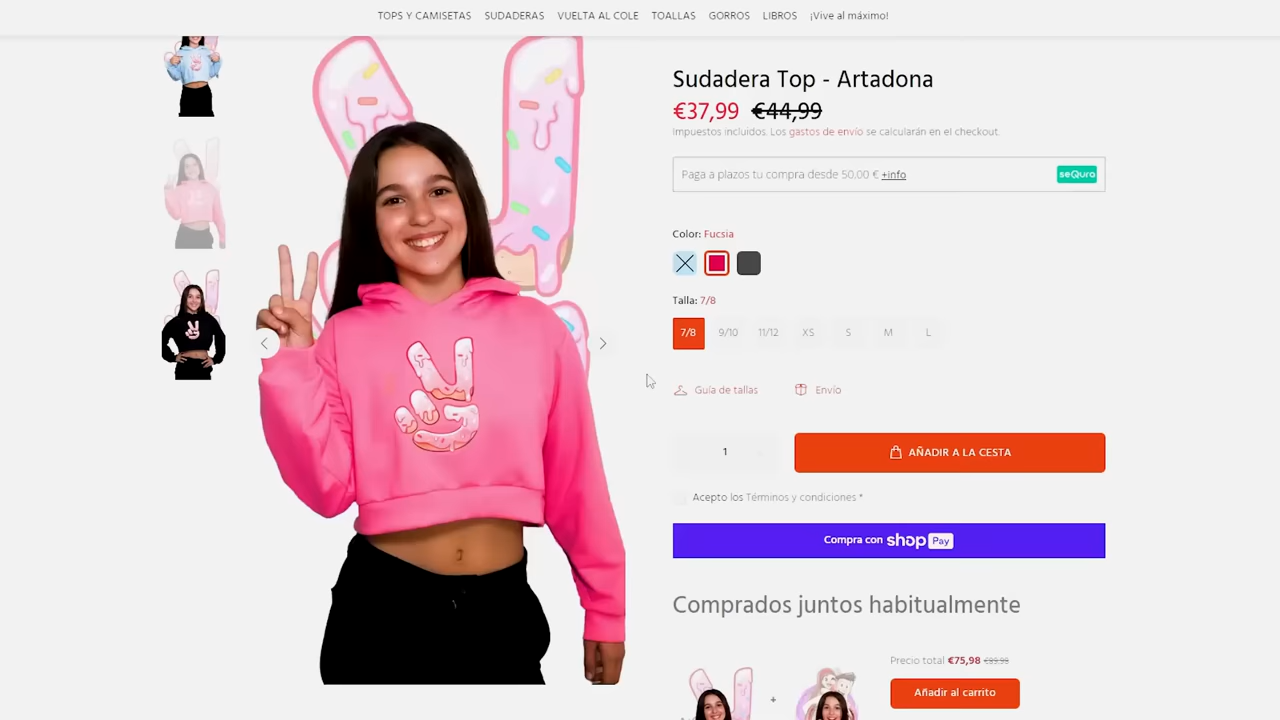 TOPS Y CAMISETAS SUDADERAS VUELTA AL COLE TOALLAS GORROS LIBROS ¡Vive al máximo!
Sudadera Top - Artadona
€37,99 €44,99
Impuestos incluidos. Los gastos de envío se calcularán en el checkout.
Paga a plazos tu compra desde 50,00 € +info seQura
Color: Fucsia
Talla: 7/8
7/8 9/10 11/12 XS S M L
Guía de tallas Envío
1 AÑADIR A LA CESTA
Acepto los Términos y condiciones *
Compra con shop Pay
Comprados juntos habitualmente
Precio total €75,98 €89,98
+ Añadir al carrito